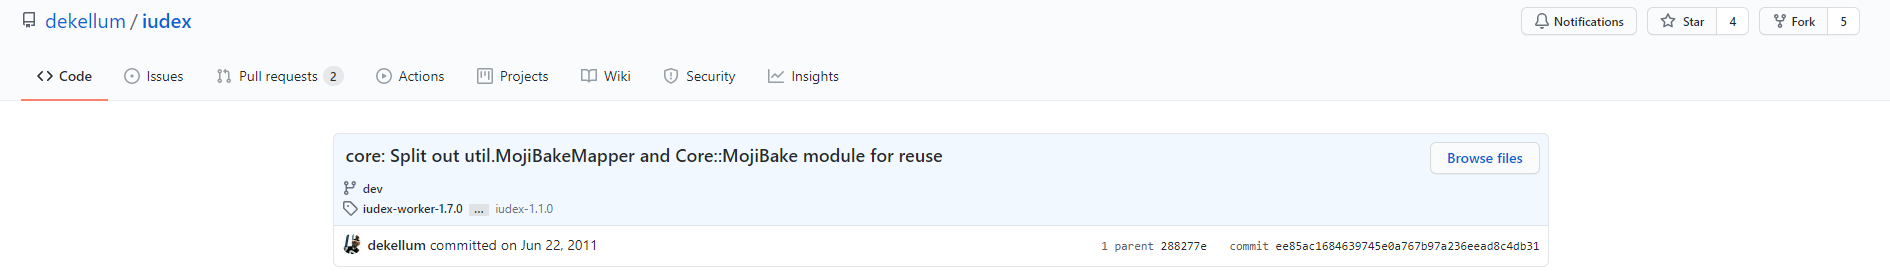 dekellum / iudex
Notifications Star 4 Fork 5
Code Issues Pull requests 2 Actions Projects Wiki Security Insights
core: Split out util.MojiBakeMapper and Core::MojiBake module for reuse
Browse files
dev
iudex-worker-1.7.0 ... iudex-1.1.0
dekellum committed on Jun 22, 2011 1 parent 288277e commit ee85ac1684639745e0a767b97a236eead8c4db31